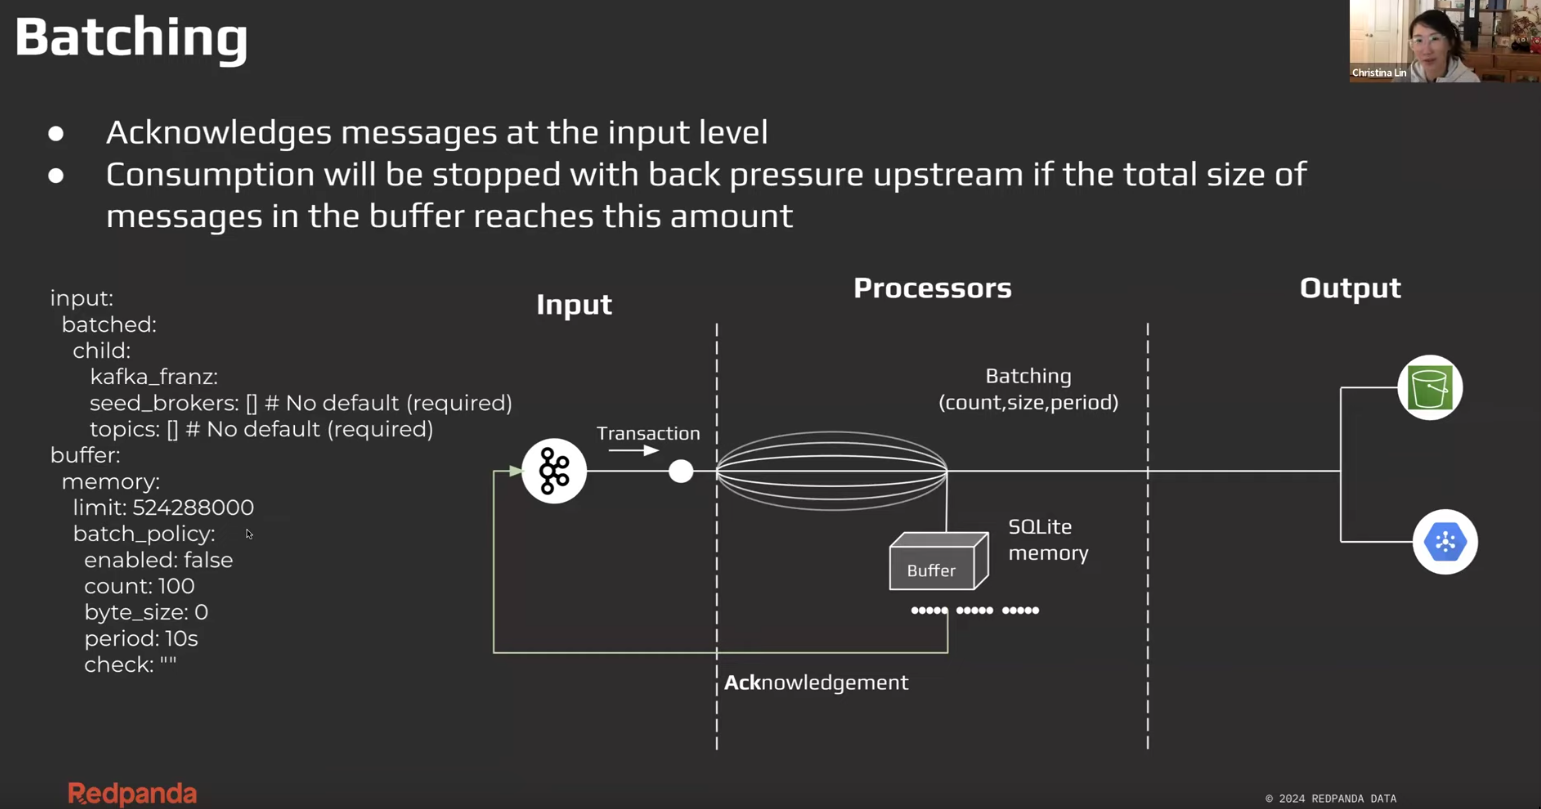 Batching
Christina Lin
● Acknowledges messages at the input level
● Consumption will be stopped with back pressure upstream if the total size of
messages in the buffer reaches this amount
input:
batched:
child:
kafka_franz:
seed_brokers: [] # No default (required)
topics: [] # No default (required)
buffer:
memory:
limit: 524288000
batch_policy:
enabled: false
count: 100
byte_size: 0
period: 10s
check: ""
Input
Processors
Output
Transaction
Batching
(count,size,period)
SQLite
memory
Buffer
Acknowledgement
Redpanda
© 2024 REDPANDA DATA